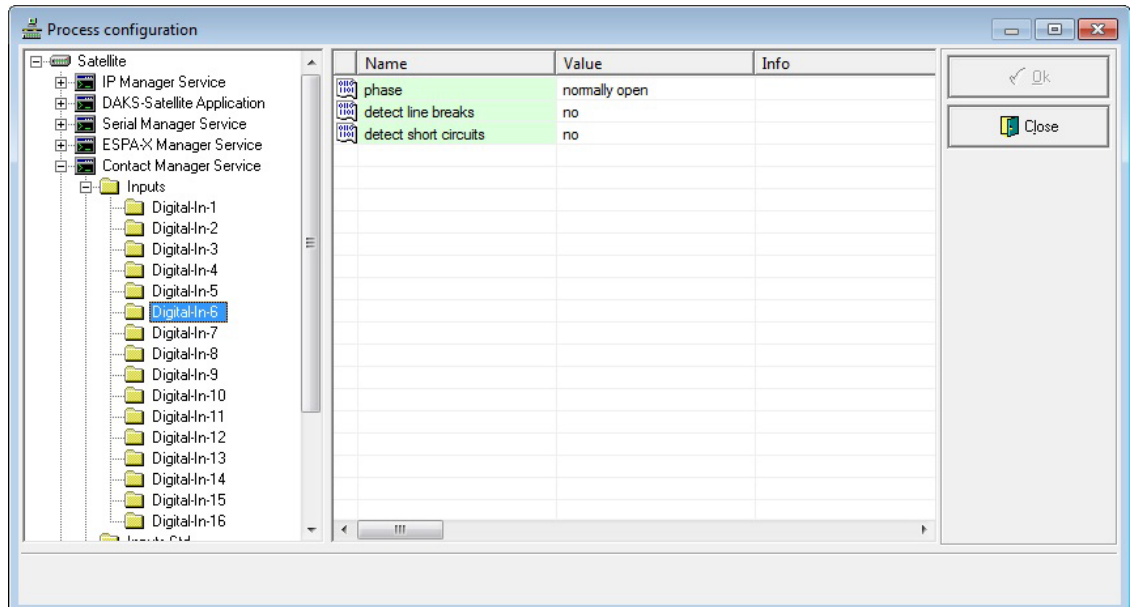 Process configuration
Satellite
IP Manager Service
DAKS-Satellite Application
Serial Manager Service
ESPA-X Manager Service
Contact Manager Service
Inputs
Digital-In-1
Digital-In-2
Digital-In-3
Digital-In-4
Digital-In-5
Digital-In-6
Digital-In-7
Digital-In-8
Digital-In-9
Digital-In-10
Digital-In-11
Digital-In-12
Digital-In-13
Digital-In-14
Digital-In-15
Digital-In-16
Name Value Info
phase normally open
detect line breaks no
detect short circuits no
Ok
Close